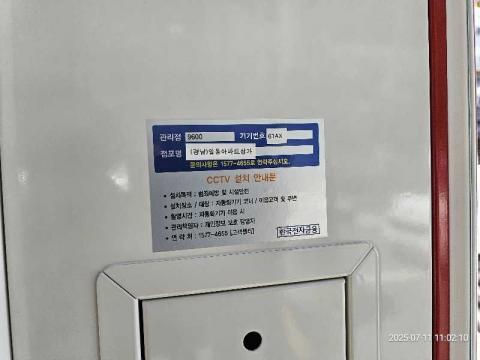 관리점 9600 기기번호 61AX
점포명 (경남)일동아파트상가
문의사항은 1577-4655로 연락주십시오.
CCTV 설치 안내문
• 설치목적 : 범죄예방 및 시설안전
• 설치장소 / 대상 : 자동화기기 코너 / 이용고객 및 주변
• 촬영시간 : 자동화기기 이용 시
• 관리책임자 : 개인정보 보호 담당자
• 연 락 처 : 1577-4655 [고객센터]
한국전자금융
2025-07-11 11:02:10